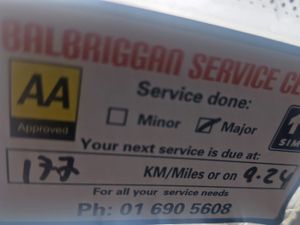 BALBRIGGAN SERVICE CE
AA
Approved
Service done:
Minor Major
SIM
Your next service is due at:
177 KM/Miles or on 9.24
For all your service needs
Ph: 01 690 5608